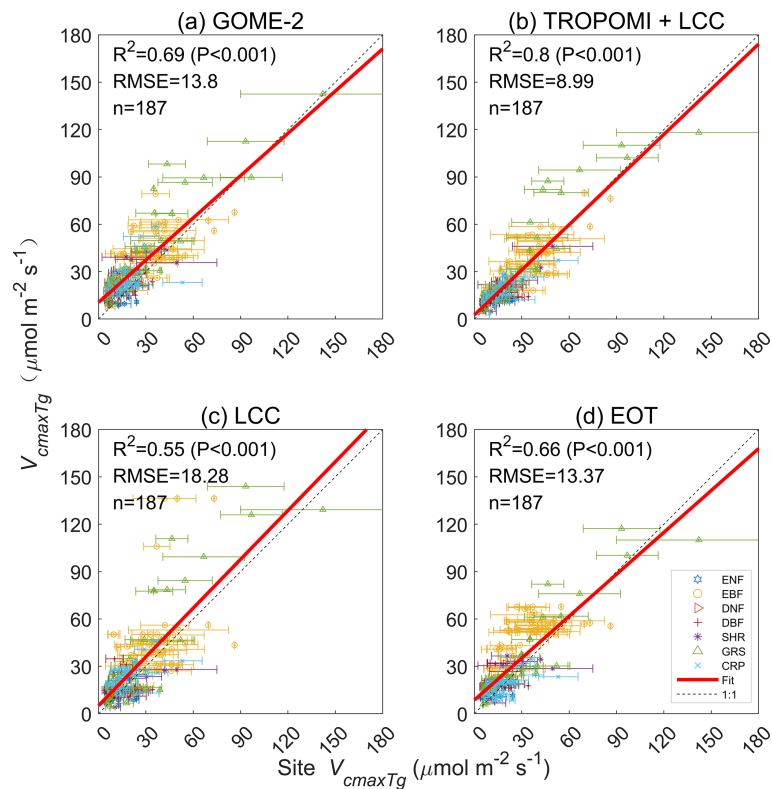 (a) GOME-2
R²=0.69 (P<0.001)
RMSE=13.8
n=187
180
150
120
90
60
30
0
0 30 60 90 120 150 180
(b) TROPOMI + LCC
R²=0.8 (P<0.001)
RMSE=8.99
n=187
180
150
120
90
60
30
0
0 30 60 90 120 150 180
V_cmaxTg (μmol m⁻² s⁻¹)
(c) LCC
R²=0.55 (P<0.001)
RMSE=18.28
n=187
180
150
120
90
60
30
0
0 30 60 90 120 150 180
(d) EOT
R²=0.66 (P<0.001)
RMSE=13.37
n=187
180
150
120
90
60
30
0
0 30 60 90 120 150 180
ENF
EBF
DNF
DBF
SHR
GRS
CRP
Fit
1:1
Site V_cmaxTg (μmol m⁻² s⁻¹)